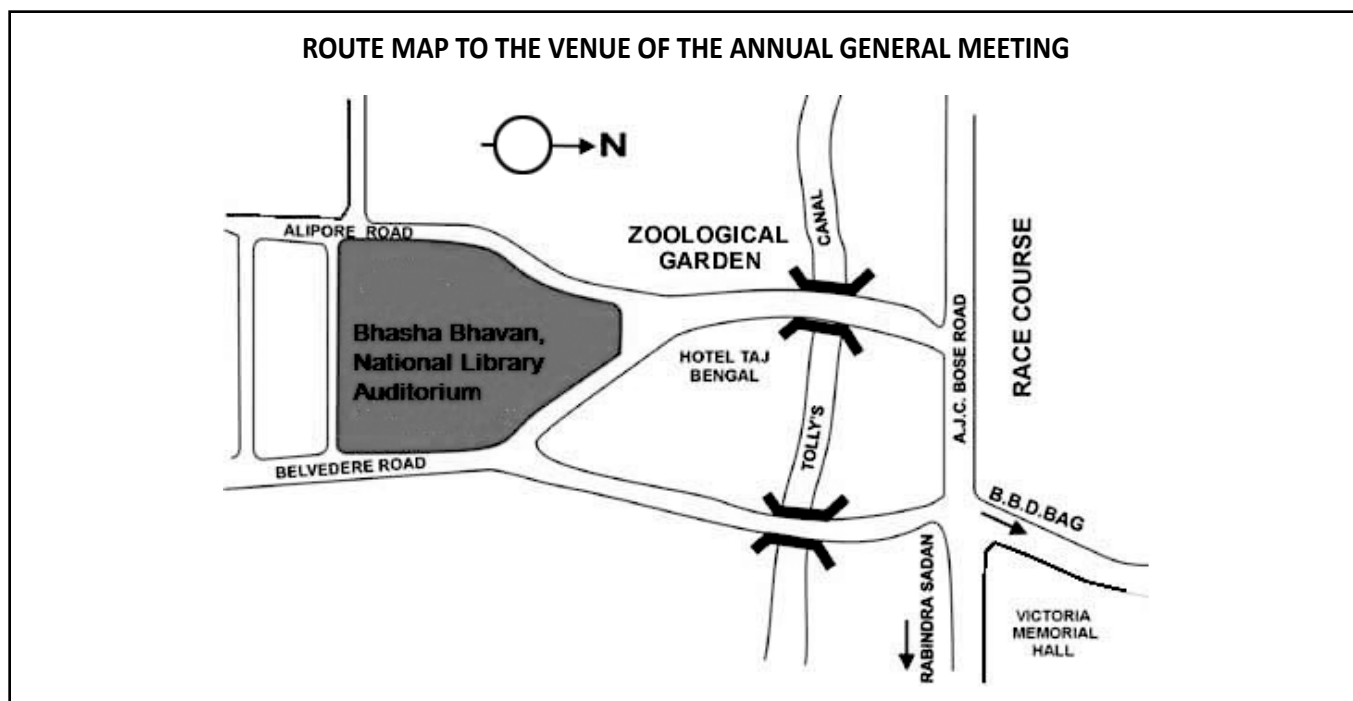 ROUTE MAP TO THE VENUE OF THE ANNUAL GENERAL MEETING
N
ALIPORE ROAD
ZOOLOGICAL
GARDEN
CANAL
RACE COURSE
Bhasha Bhavan,
National Library
Auditorium
HOTEL TAJ
BENGAL
A.J.C. BOSE ROAD
TOLLY'S
BELVEDERE ROAD
B.B.D.BAG
RABINDRA SADAN
VICTORIA
MEMORIAL
HALL